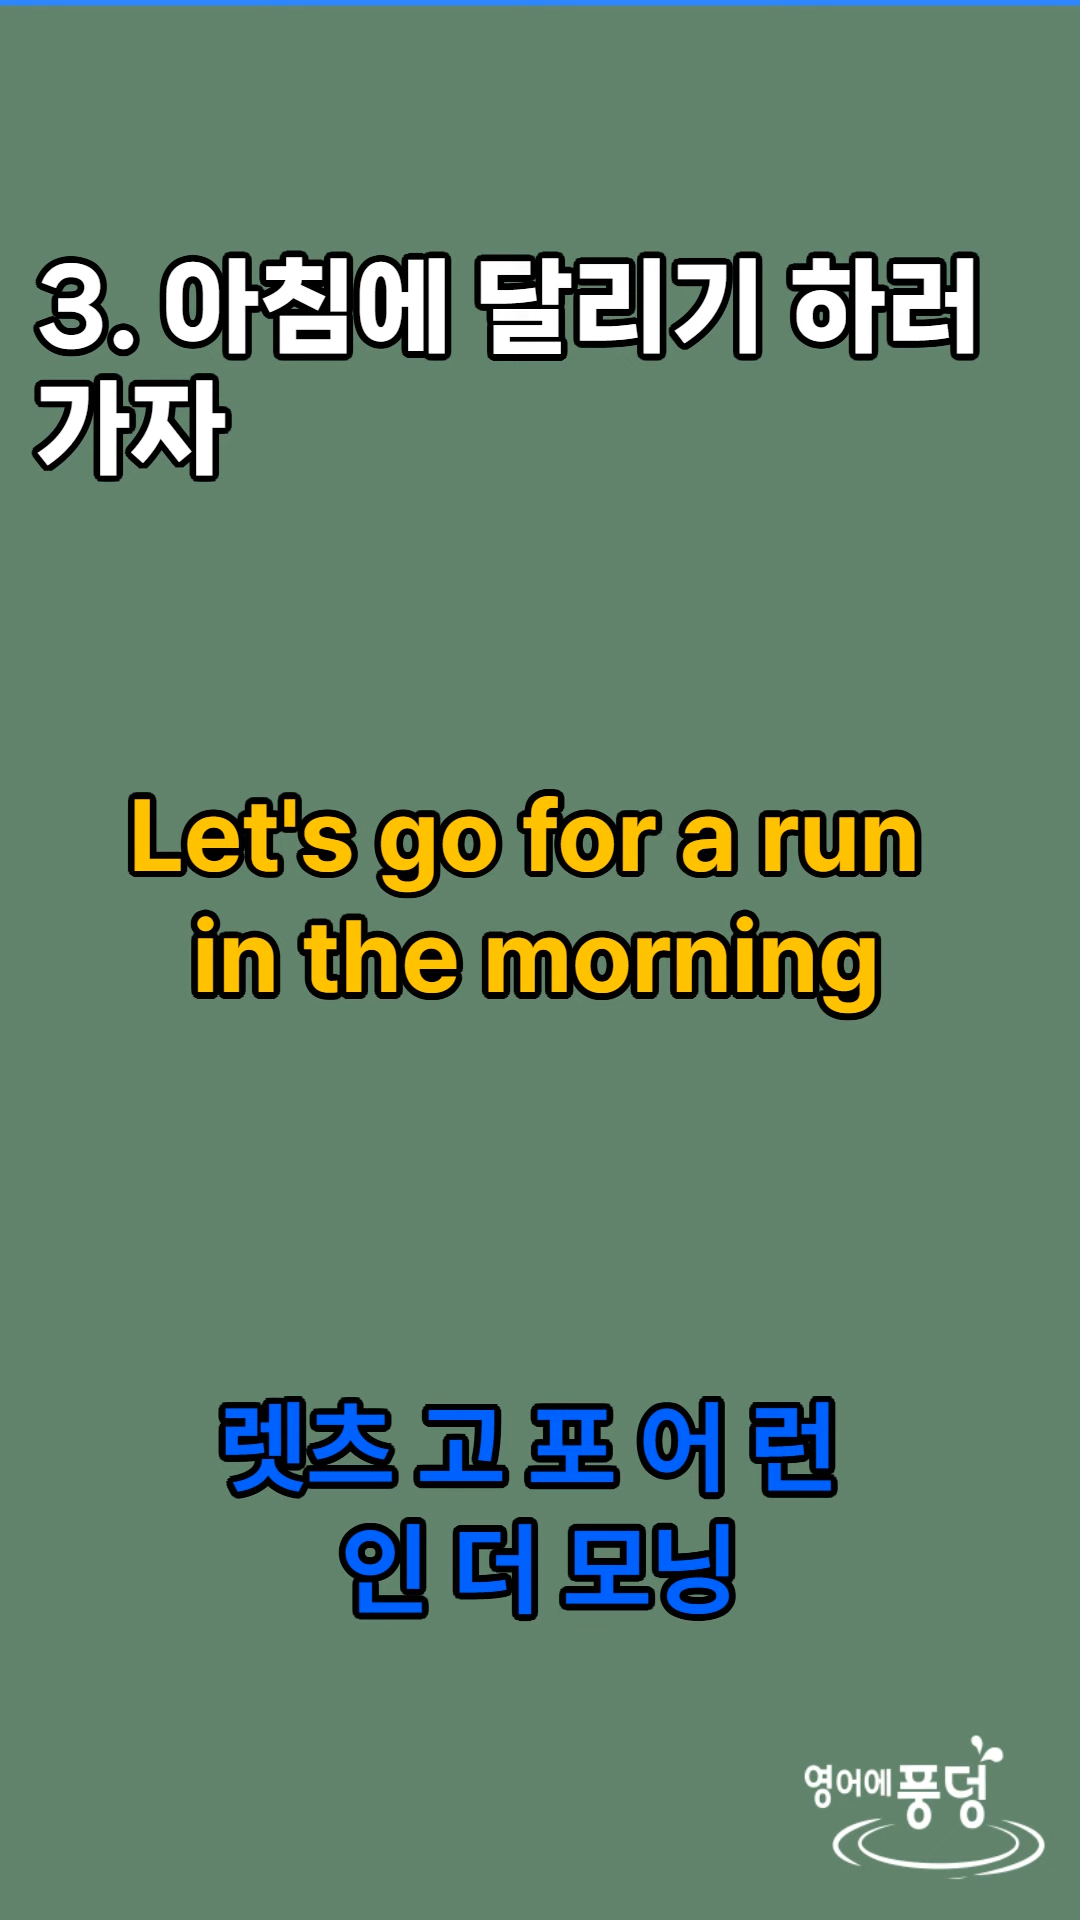 3. 아침에 달리기 하러
가자
Let's go for a run
in the morning
렛츠 고 포 어 런
인 더 모닝
영어에 풍덩